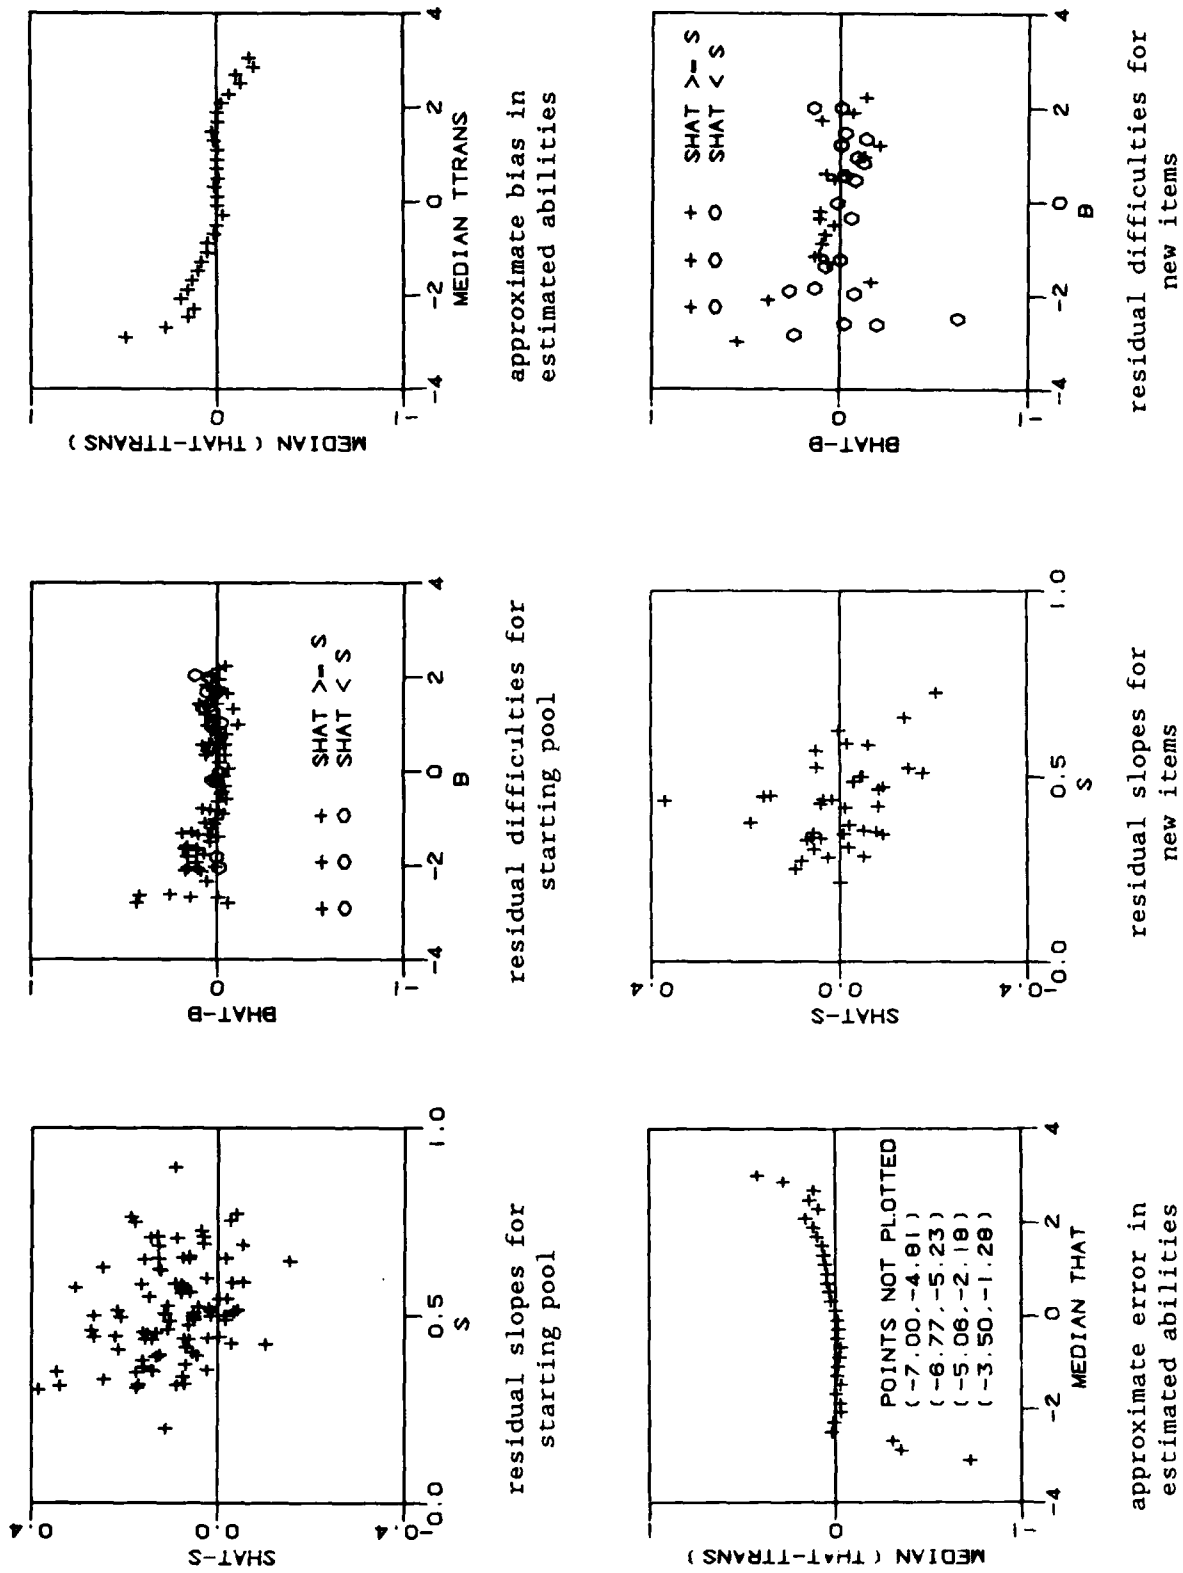 0.4
SHAT-S
0.0
-0.4
0.0
0.5
1.0
S
residual slopes for
starting pool
1
BHAT-B
0
-1
+ + + SHAT >= S
O O O SHAT < S
-4
-2
0
2
4
B
residual difficulties for
starting pool
1
MEDIAN (THAT-TTRANS)
0
-1
-4
-2
0
2
4
MEDIAN TTRANS
approximate bias in
estimated abilities
1
MEDIAN (THAT-TTRANS)
0
-1
POINTS NOT PLOTTED
(-7.00,-4.81)
(-6.77,-5.23)
(-5.08,-2.18)
(-3.50,-1.28)
-4
-2
0
2
4
MEDIAN THAT
approximate error in
estimated abilities
0.4
SHAT-S
0.0
-0.4
0.0
0.5
1.0
S
residual slopes for
new items
1
BHAT-B
0
-1
+ + + SHAT >= S
O O O SHAT < S
-4
-2
0
2
4
B
residual difficulties for
new items